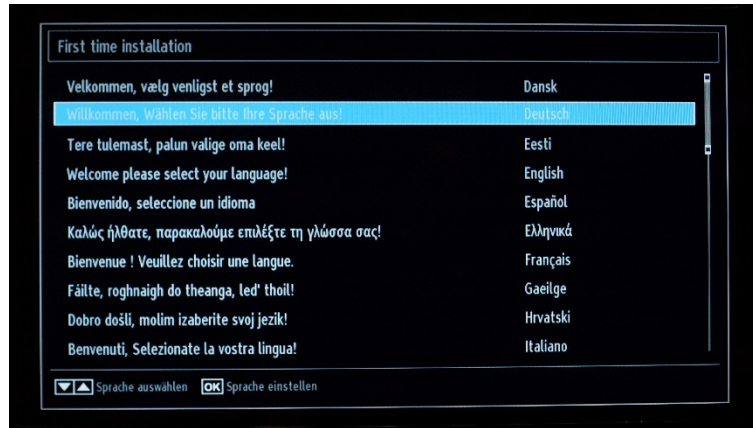 First time installation
Velkommen, vælg venligst et sprog! Dansk
Willkommen, Wählen Sie bitte Ihre Sprache aus! Deutsch
Tere tulemast, palun valige oma keel! Eesti
Welcome please select your language! English
Bienvenido, seleccione un idioma Español
Καλώς ήλθατε, παρακαλούμε επιλέξτε τη γλώσσα σας! Ελληνικά
Bienvenue ! Veuillez choisir une langue. Français
Fáilte, roghnaigh do theanga, led' thoil! Gaeilge
Dobro došli, molim izaberite svoj jezik! Hrvatski
Benvenuti, Selezionate la vostra lingua! Italiano
Sprache auswählen OK Sprache einstellen